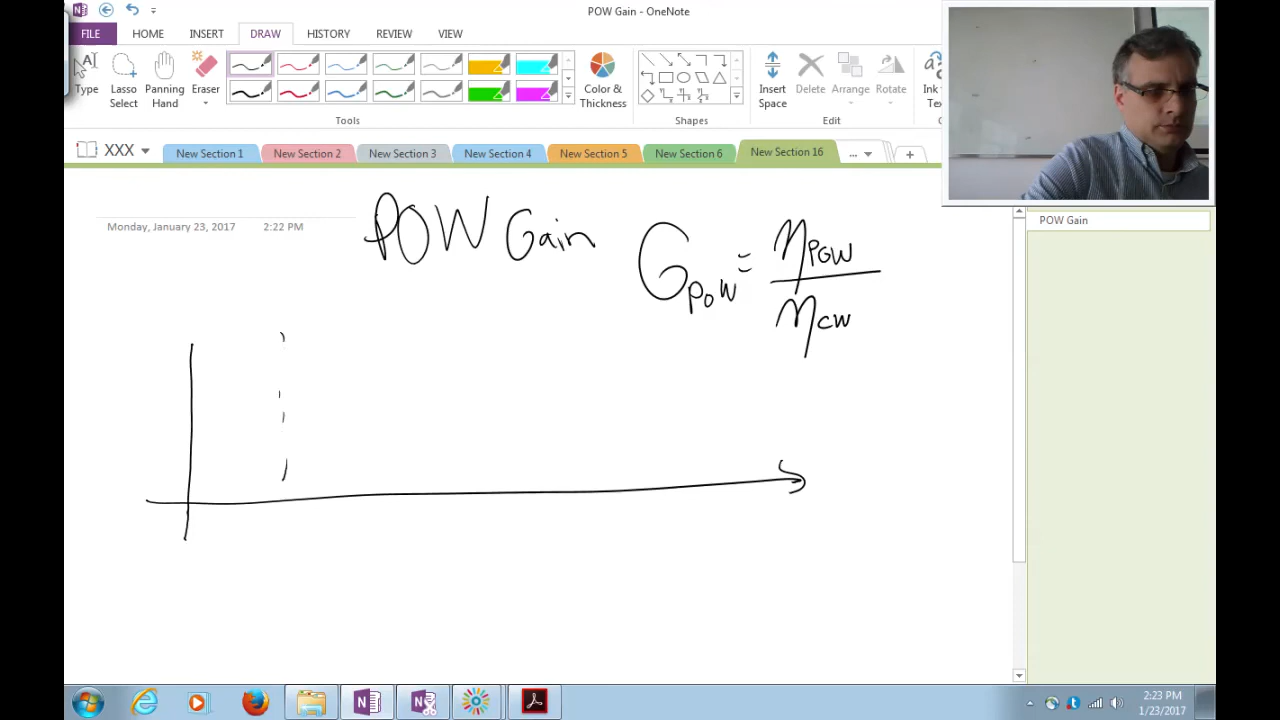 POW Gain - OneNote
FILE HOME INSERT DRAW HISTORY REVIEW VIEW
Type
Lasso Select
Panning Hand
Eraser
Color & Thickness
Insert Space
Delete
Arrange
Rotate
Ink to Tex
Tools
Shapes
Edit
XXX
New Section 1
New Section 2
New Section 3
New Section 4
New Section 5
New Section 6
New Section 16
...
POW Gain
Monday, January 23, 2017 2:22 PM
POW Gain
G_POW = η_POW / η_CW
2:23 PM
1/23/2017